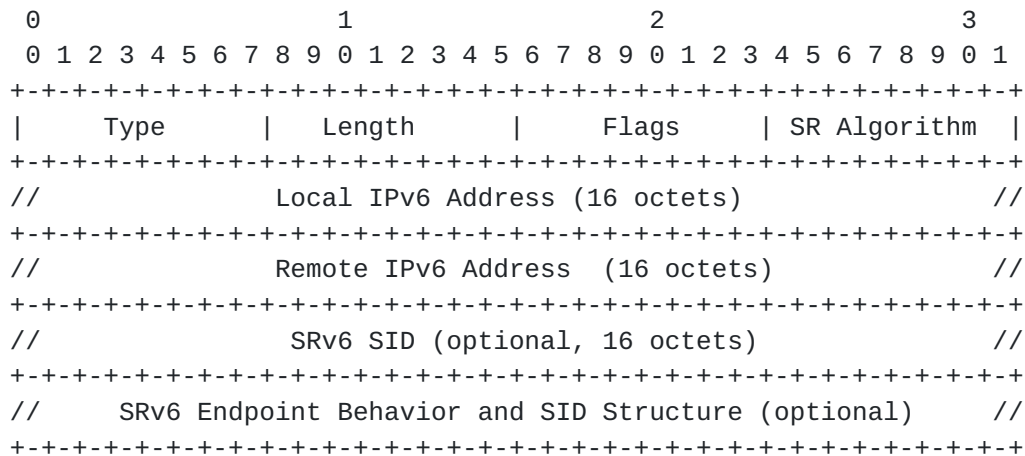 0                   1                   2                   3
 0 1 2 3 4 5 6 7 8 9 0 1 2 3 4 5 6 7 8 9 0 1 2 3 4 5 6 7 8 9 0 1
+-+-+-+-+-+-+-+-+-+-+-+-+-+-+-+-+-+-+-+-+-+-+-+-+-+-+-+-+-+-+-+-+
|     Type      |   Length      |     Flags     | SR Algorithm  |
+-+-+-+-+-+-+-+-+-+-+-+-+-+-+-+-+-+-+-+-+-+-+-+-+-+-+-+-+-+-+-+-+
//               Local IPv6 Address (16 octets)                //
+-+-+-+-+-+-+-+-+-+-+-+-+-+-+-+-+-+-+-+-+-+-+-+-+-+-+-+-+-+-+-+-+
//               Remote IPv6 Address  (16 octets)              //
+-+-+-+-+-+-+-+-+-+-+-+-+-+-+-+-+-+-+-+-+-+-+-+-+-+-+-+-+-+-+-+-+
//                SRv6 SID (optional, 16 octets)               //
+-+-+-+-+-+-+-+-+-+-+-+-+-+-+-+-+-+-+-+-+-+-+-+-+-+-+-+-+-+-+-+-+
//     SRv6 Endpoint Behavior and SID Structure (optional)     //
+-+-+-+-+-+-+-+-+-+-+-+-+-+-+-+-+-+-+-+-+-+-+-+-+-+-+-+-+-+-+-+-+